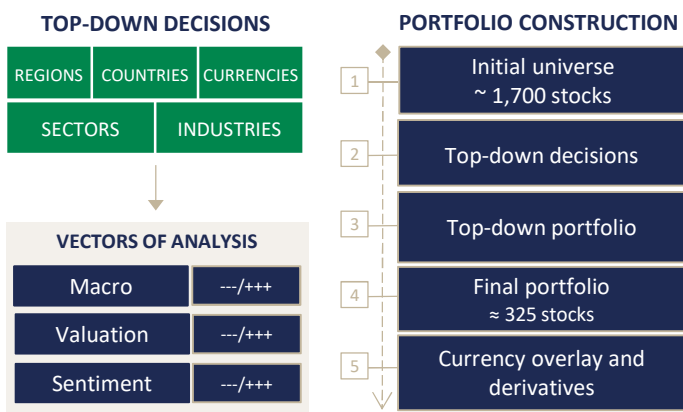 TOP-DOWN DECISIONS
REGIONS
COUNTRIES
CURRENCIES
SECTORS
INDUSTRIES
VECTORS OF ANALYSIS
Macro
---/+++
Valuation
---/+++
Sentiment
---/+++
PORTFOLIO CONSTRUCTION
1
Initial universe
~ 1,700 stocks
2
Top-down decisions
3
Top-down portfolio
4
Final portfolio
≈ 325 stocks
5
Currency overlay and
derivatives